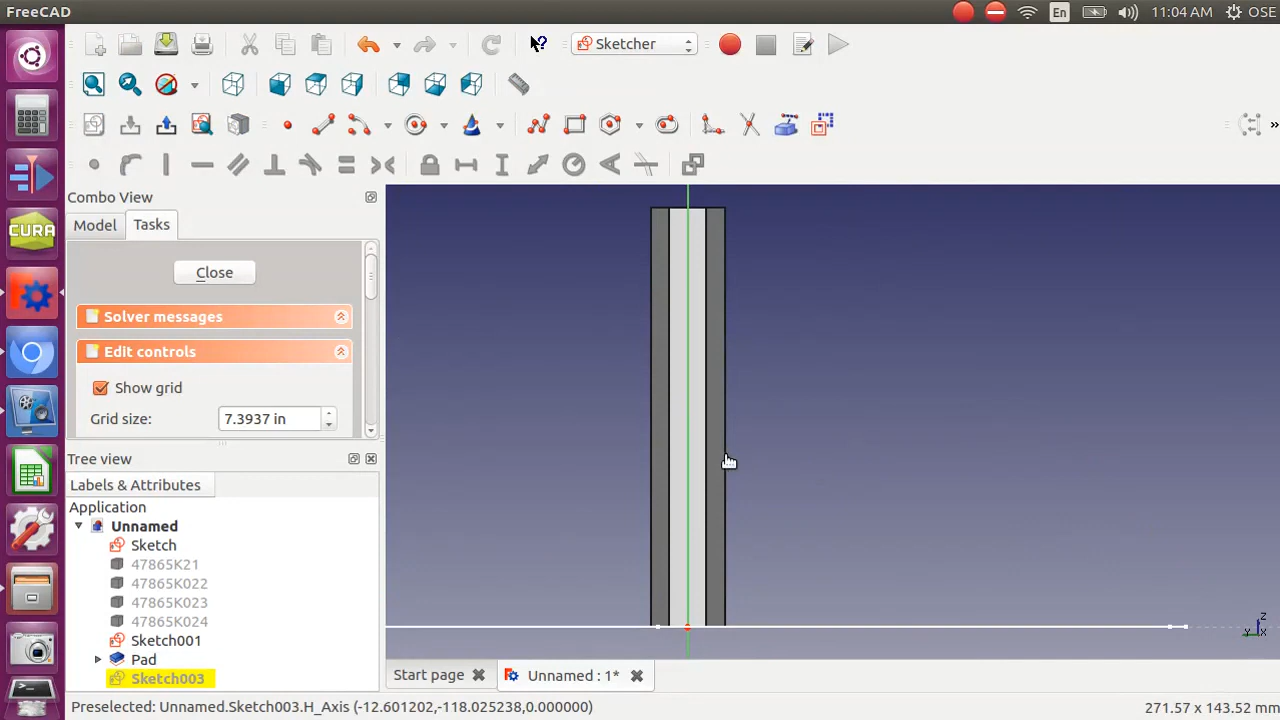 FreeCAD
En
11:04 AM
OSE
Sketcher
CURA
Combo View
Model
Tasks
Close
Solver messages
Edit controls
Show grid
Grid size:
7.3937 in
Tree view
Labels & Attributes
Application
Unnamed
Sketch
47865K21
47865K022
47865K023
47865K024
Sketch001
Pad
Sketch003
Z
Start page
Unnamed : 1*
Preselected: Unnamed.Sketch003.H_Axis (-12.601202,-118.025238,0.000000)
271.57 x 143.52 mm